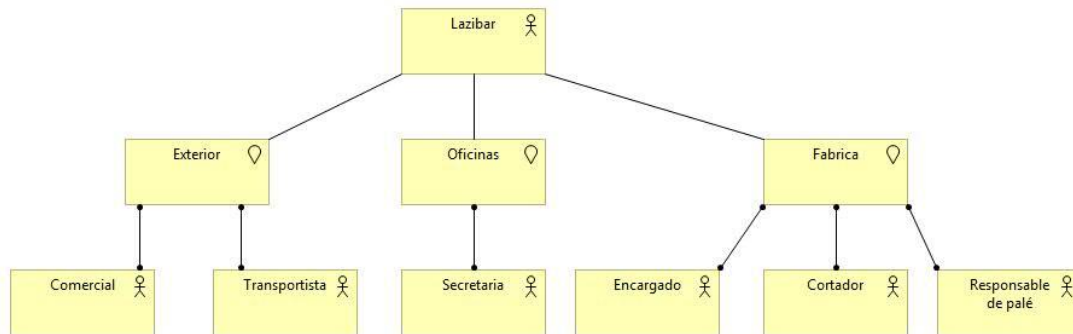 Lazibar
Exterior
Oficinas
Fabrica
Comercial
Transportista
Secretaria
Encargado
Cortador
Responsable
de palé